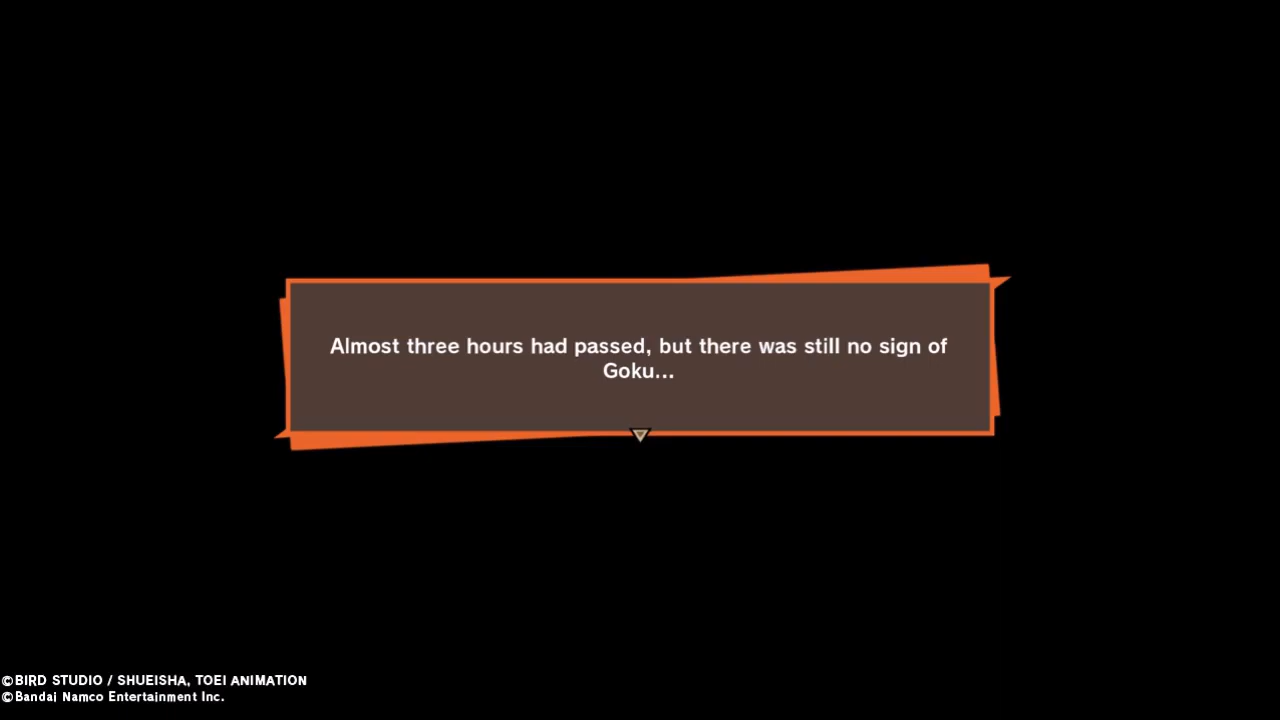 Almost three hours had passed, but there was still no sign of
Goku...
©BIRD STUDIO / SHUEISHA, TOEI ANIMATION
©Bandai Namco Entertainment Inc.